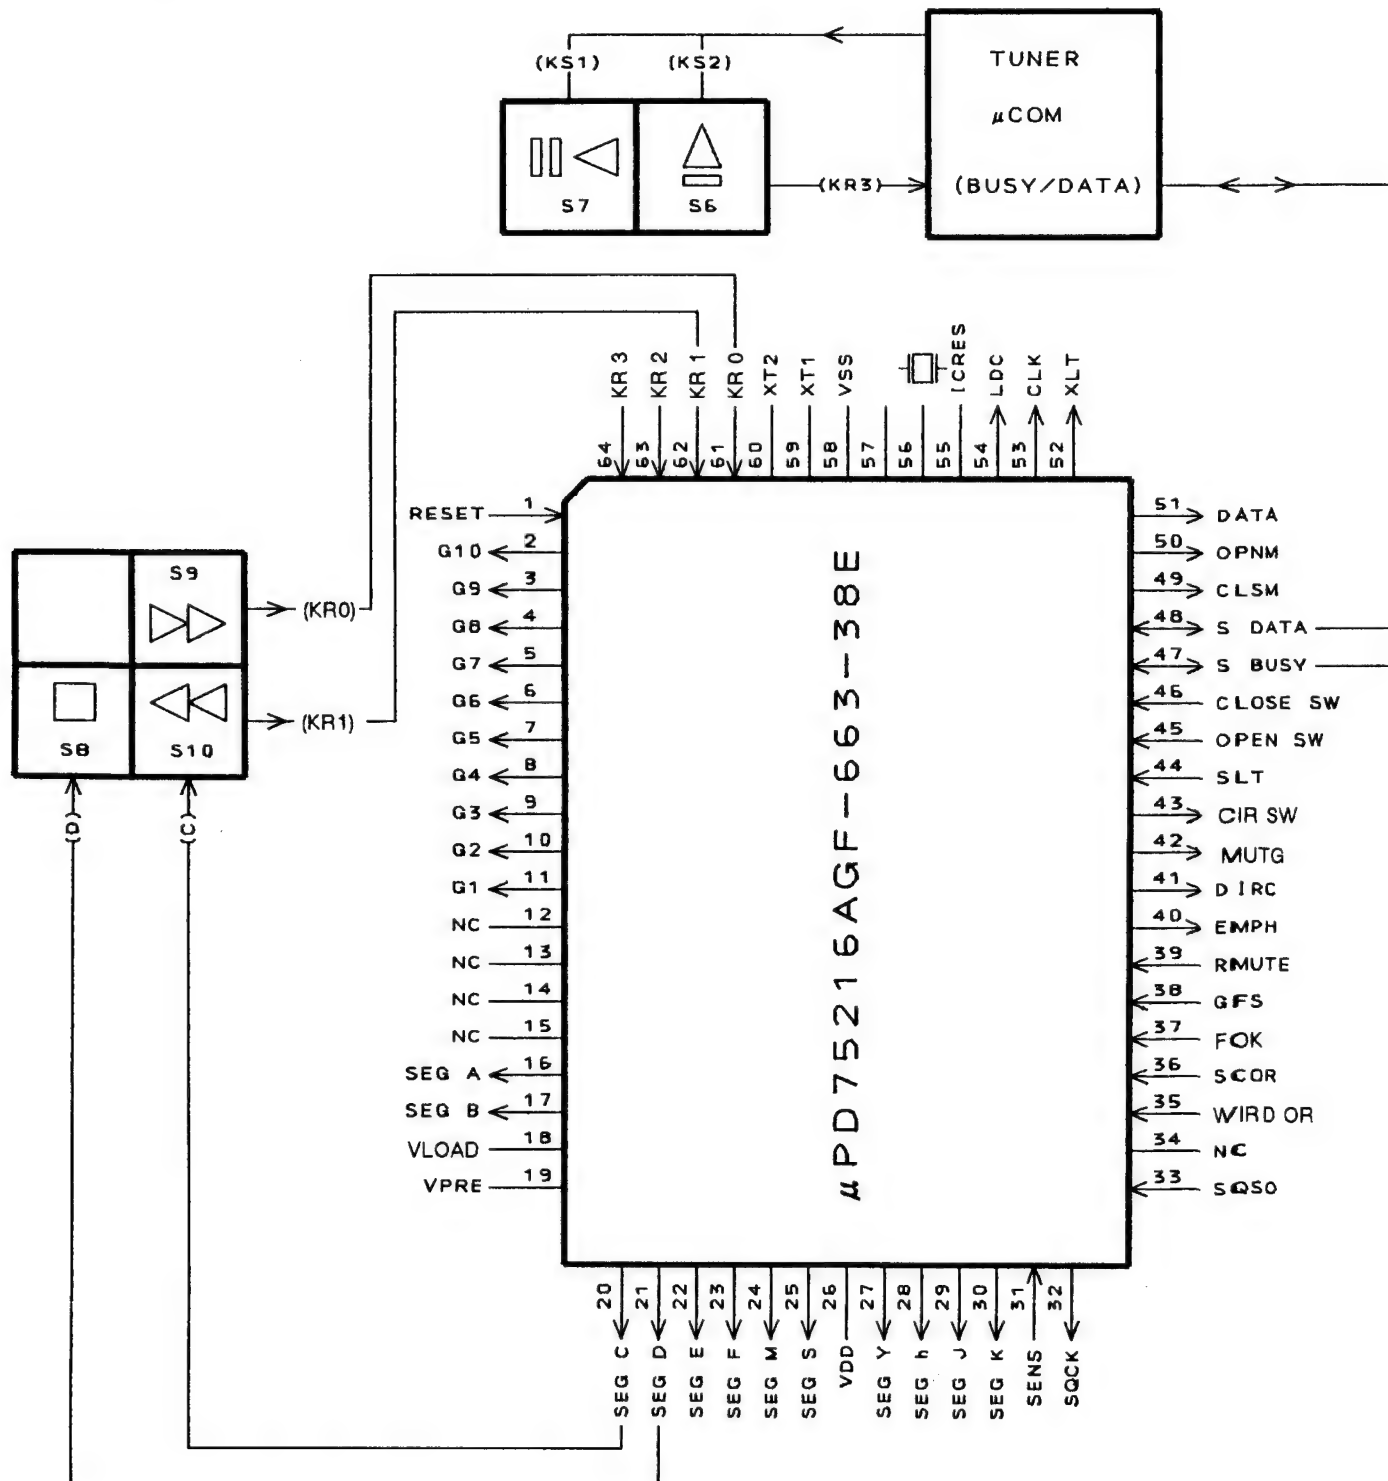 (KS1) (KS2)
TUNER
μCOM
(BUSY/DATA)
S7 S6
(KR3)
KR3 KR2 KR1 KR0 XT2 XT1 VSS ICRES LDC CLK XLT
64 63 62 61 60 59 58 57 56 55 54 53 52
S9
(KR0)
S8 S10
(KR1)
(D) (C)
RESET 1
G10 2
G9 3
G8 4
G7 5
G6 6
G5 7
G4 8
G3 9
G2 10
G1 11
NC 12
NC 13
NC 14
NC 15
SEG A 16
SEG B 17
VLOAD 18
VPRE 19
μPD75216AGF-663-38E
51 DATA
50 OPNM
49 CLSM
48 S DATA
47 S BUSY
46 CLOSE SW
45 OPEN SW
44 SLT
43 CIR SW
42 MUTG
41 DIRC
40 EMPH
39 RMUTE
38 GFS
37 FOK
36 SCOR
35 WIRD OR
34 NC
33 SQSO
20 21 22 23 24 25 26 27 28 29 30 31 32
SEG C SEG D SEG E SEG F SEG M SEG S VDD SEG Y SEG h SEG J SEG K SENS SQCK